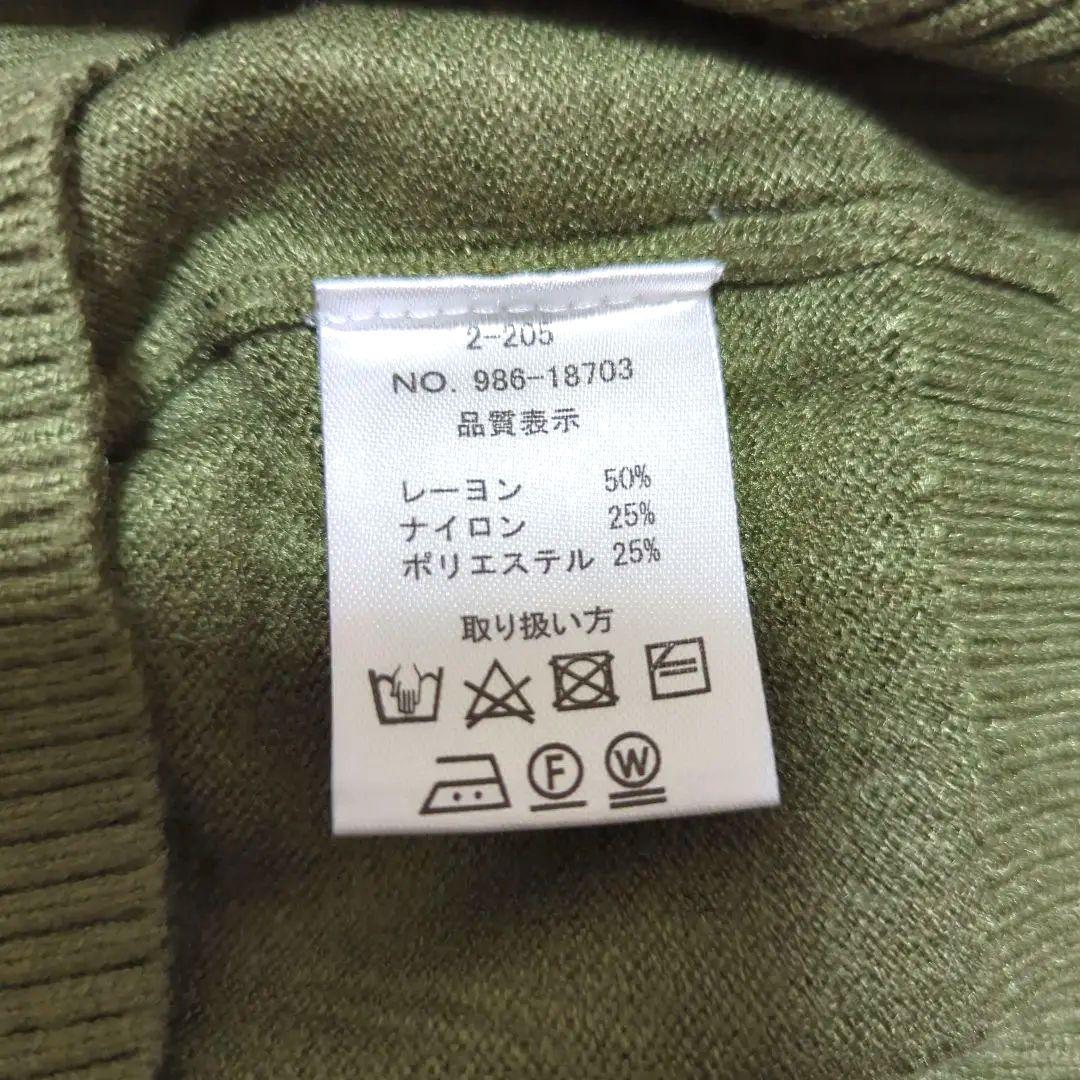 2-205
NO. 986-18703
品質表示
レーヨン 50%
ナイロン 25%
ポリエステル 25%
取り扱い方
F W